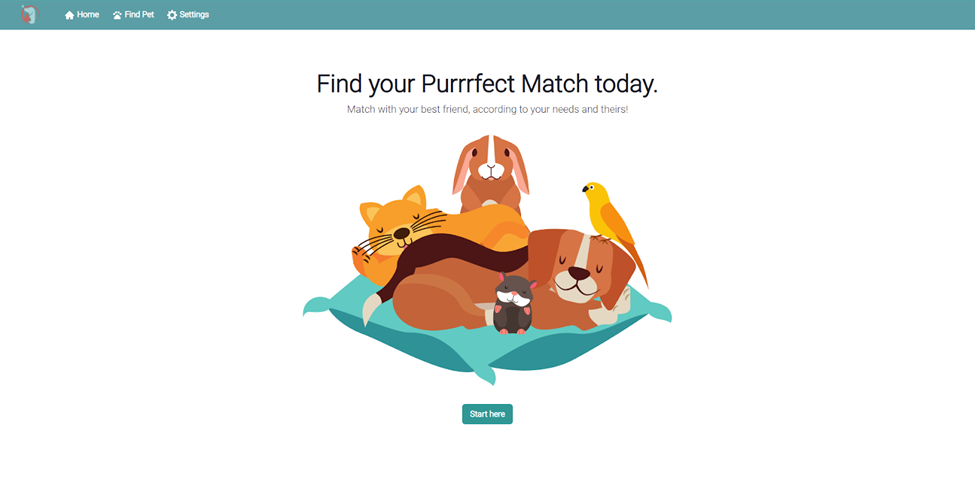 Home Find Pet Settings
Find your Purrrfect Match today.
Match with your best friend, according to your needs and theirs!
Start here